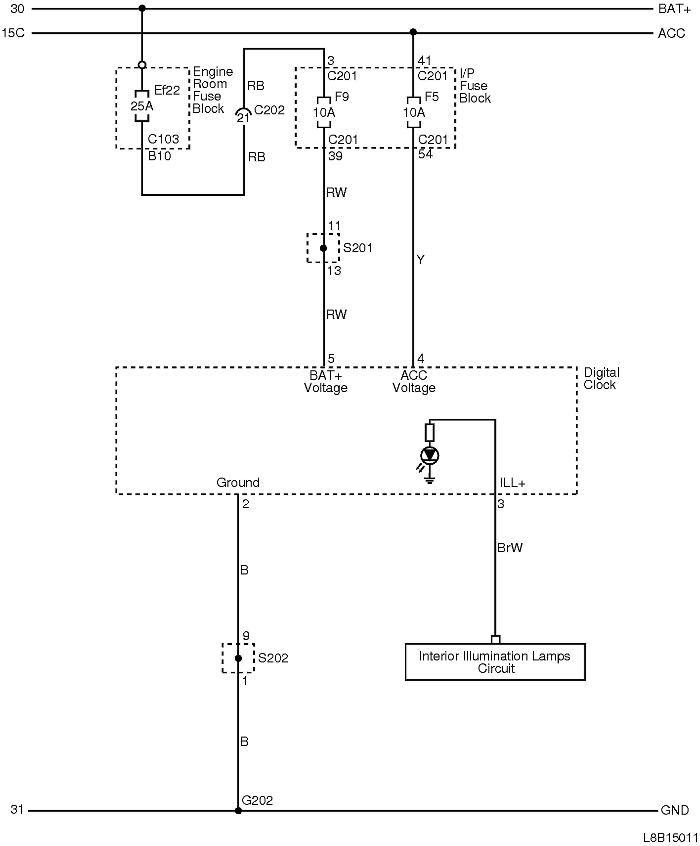 30
BAT+
15C
ACC
Engine
Room
Fuse
Block
Ef22
25A
C103
B10
RB
C202
21
RB
3
41
C201
C201
I/P
Fuse
Block
F9
F5
10A
10A
C201
C201
39
54
RW
11
S201
13
Y
RW
5
4
BAT+
Voltage
ACC
Voltage
Digital
Clock
Ground
ILL+
2
3
BrW
B
9
S202
1
Interior Illumination Lamps
Circuit
B
G202
31
GND
L8B15011